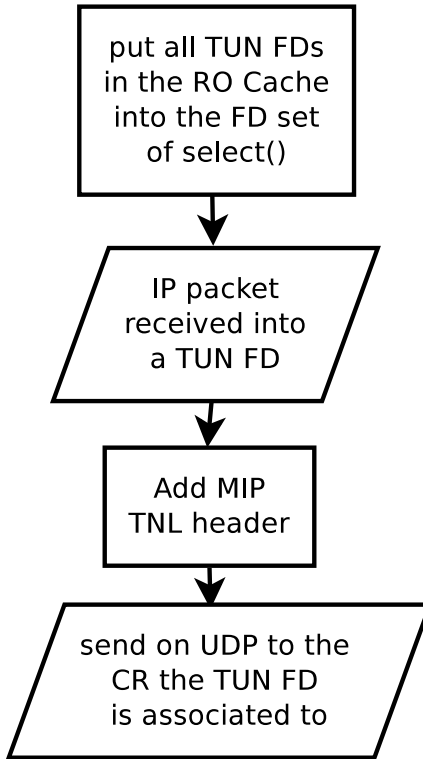 put all TUN FDs
in the RO Cache
into the FD set
of select()
IP packet
received into
a TUN FD
Add MIP
TNL header
send on UDP to the
CR the TUN FD
is associated to